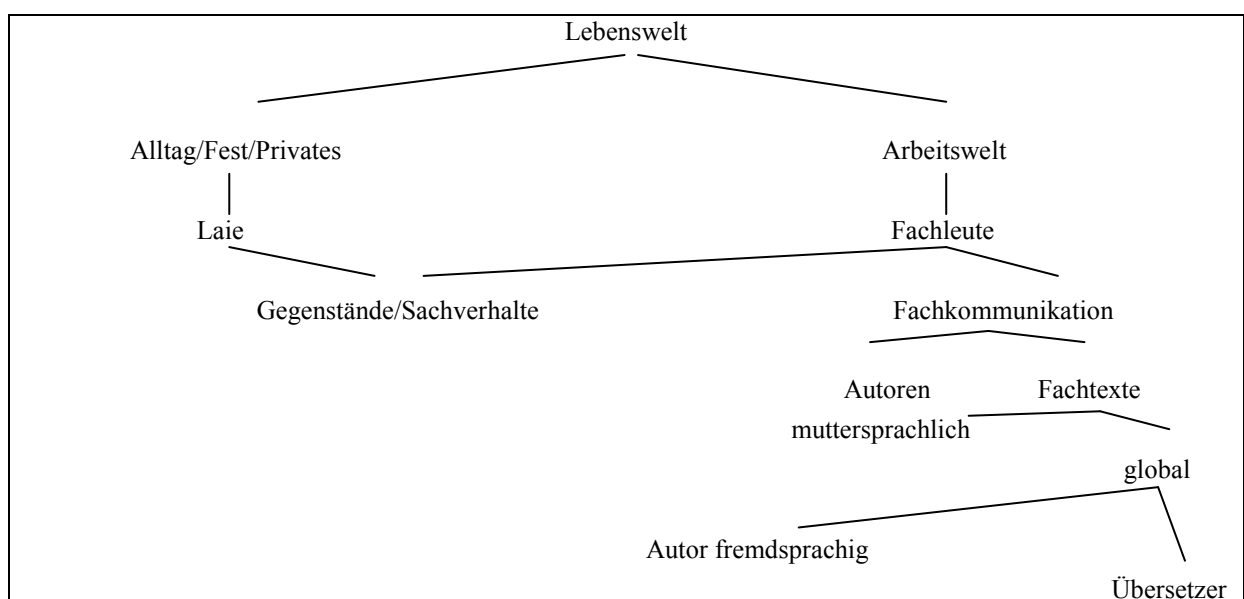 Lebenswelt
Alltag/Fest/Privates Arbeitswelt
Laie Fachleute
Gegenstände/Sachverhalte Fachkommunikation
Autoren Fachtexte
muttersprachlich
global
Autor fremdsprachig
Übersetzer